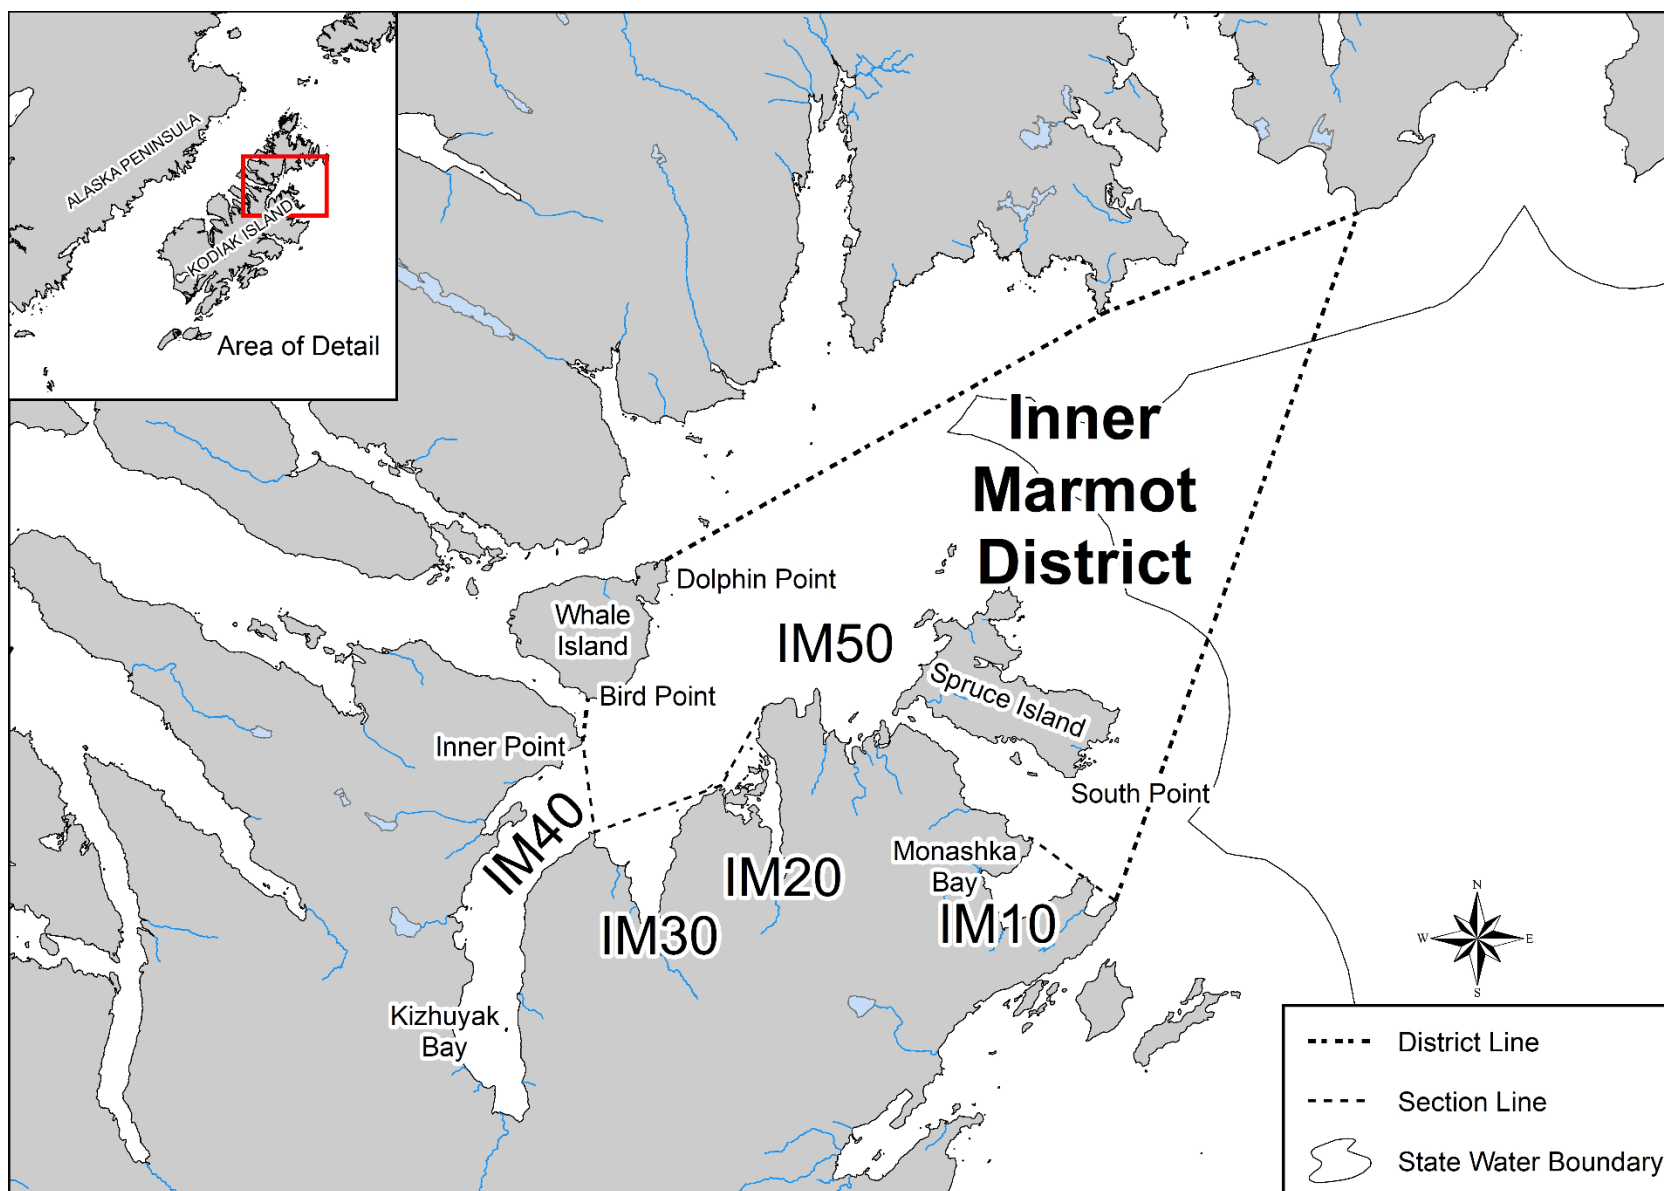 ALASKA PENINSULA
KODIAK ISLAND
Area of Detail
Inner
Marmot
District
Dolphin Point
Whale
Island
IM50
Spruce Island
Bird Point
Inner Point
South Point
IM40
Monashka
Bay
IM20
IM10
IM30
Kizhuyak
Bay
N
W
E
S
District Line
Section Line
State Water Boundary